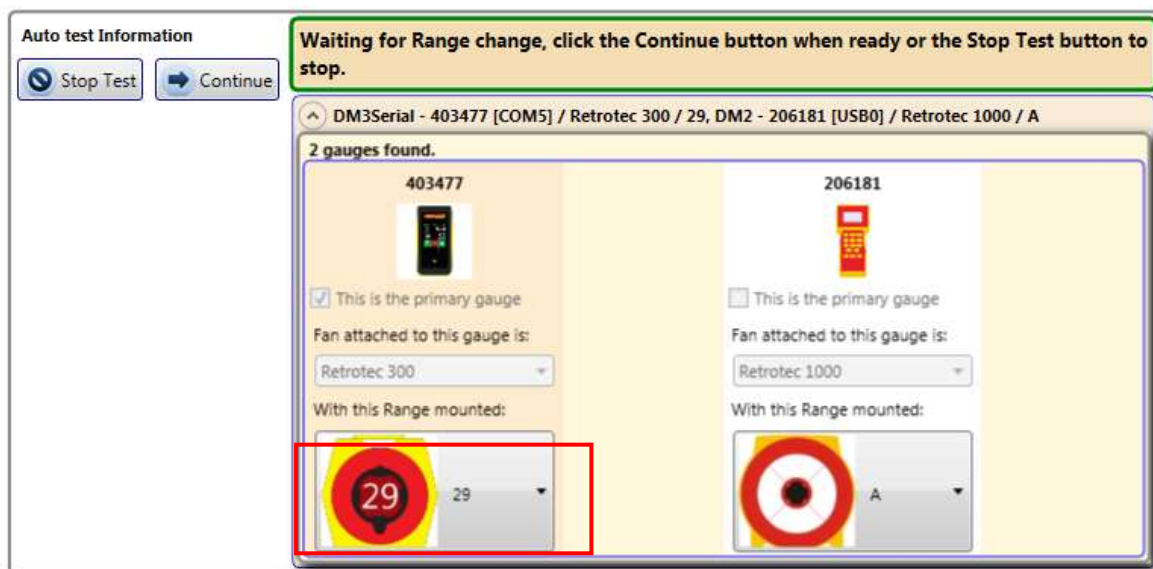 Auto test Information
Stop Test
Continue
Waiting for Range change, click the Continue button when ready or the Stop Test button to
stop.
DM3Serial - 403477 [COM5] / Retrotec 300 / 29, DM2 - 206181 [USB0] / Retrotec 1000 / A
2 gauges found.
403477
This is the primary gauge
Fan attached to this gauge is:
Retrotec 300
With this Range mounted:
29
29
206181
This is the primary gauge
Fan attached to this gauge is:
Retrotec 1000
With this Range mounted:
A